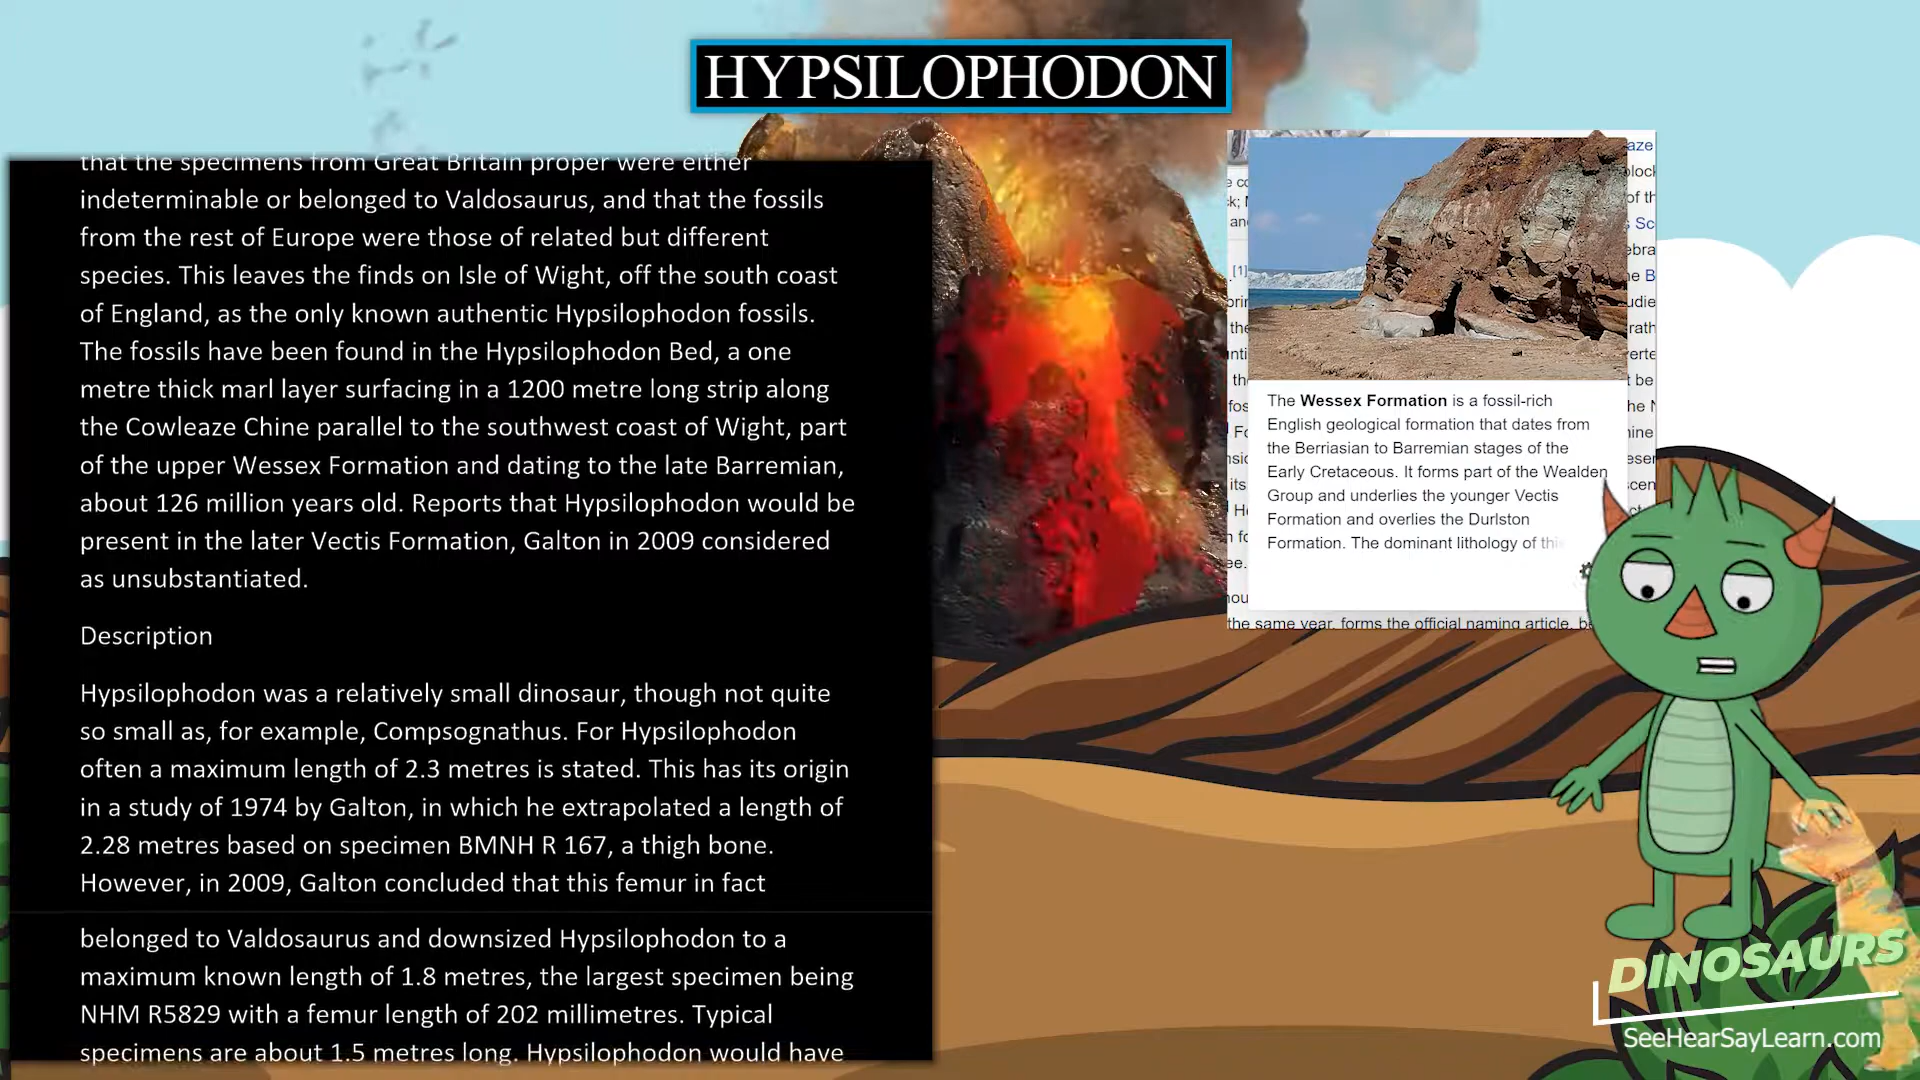 HYPSILOPHODON
that the specimens from Great Britain proper were either
indeterminable or belonged to Valdosaurus, and that the fossils
from the rest of Europe were those of related but different
species. This leaves the finds on Isle of Wight, off the south coast
of England, as the only known authentic Hypsilophodon fossils.
The fossils have been found in the Hypsilophodon Bed, a one
metre thick marl layer surfacing in a 1200 metre long strip along
the Cowleaze Chine parallel to the southwest coast of Wight, part
of the upper Wessex Formation and dating to the late Barremian,
about 126 million years old. Reports that Hypsilophodon would be
present in the later Vectis Formation, Galton in 2009 considered
as unsubstantiated.
Description
Hypsilophodon was a relatively small dinosaur, though not quite
so small as, for example, Compsognathus. For Hypsilophodon
often a maximum length of 2.3 metres is stated. This has its origin
in a study of 1974 by Galton, in which he extrapolated a length of
2.28 metres based on specimen BMNH R 167, a thigh bone.
However, in 2009, Galton concluded that this femur in fact
belonged to Valdosaurus and downsized Hypsilophodon to a
maximum known length of 1.8 metres, the largest specimen being
NHM R5829 with a femur length of 202 millimetres. Typical
specimens are about 1.5 metres long. Hypsilophodon would have
The Wessex Formation is a fossil-rich
English geological formation that dates from
the Berriasian to Barremian stages of the
Early Cretaceous. It forms part of the Wealden
Group and underlies the younger Vectis
Formation and overlies the Durlston
Formation. The dominant lithology of this
the same year, forms the official naming article, be
DINOSAURS
SeeHearSayLearn.com